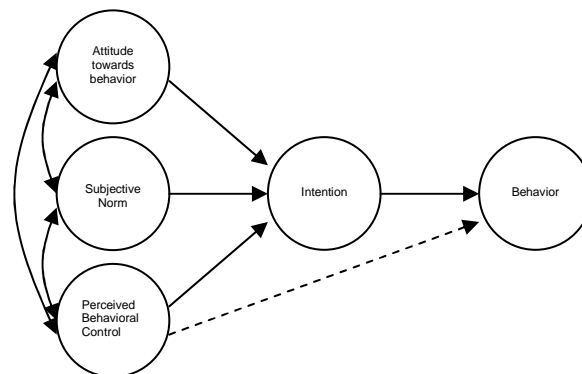 Attitude
towards
behavior
Subjective
Norm
Intention
Behavior
Perceived
Behavioral
Control